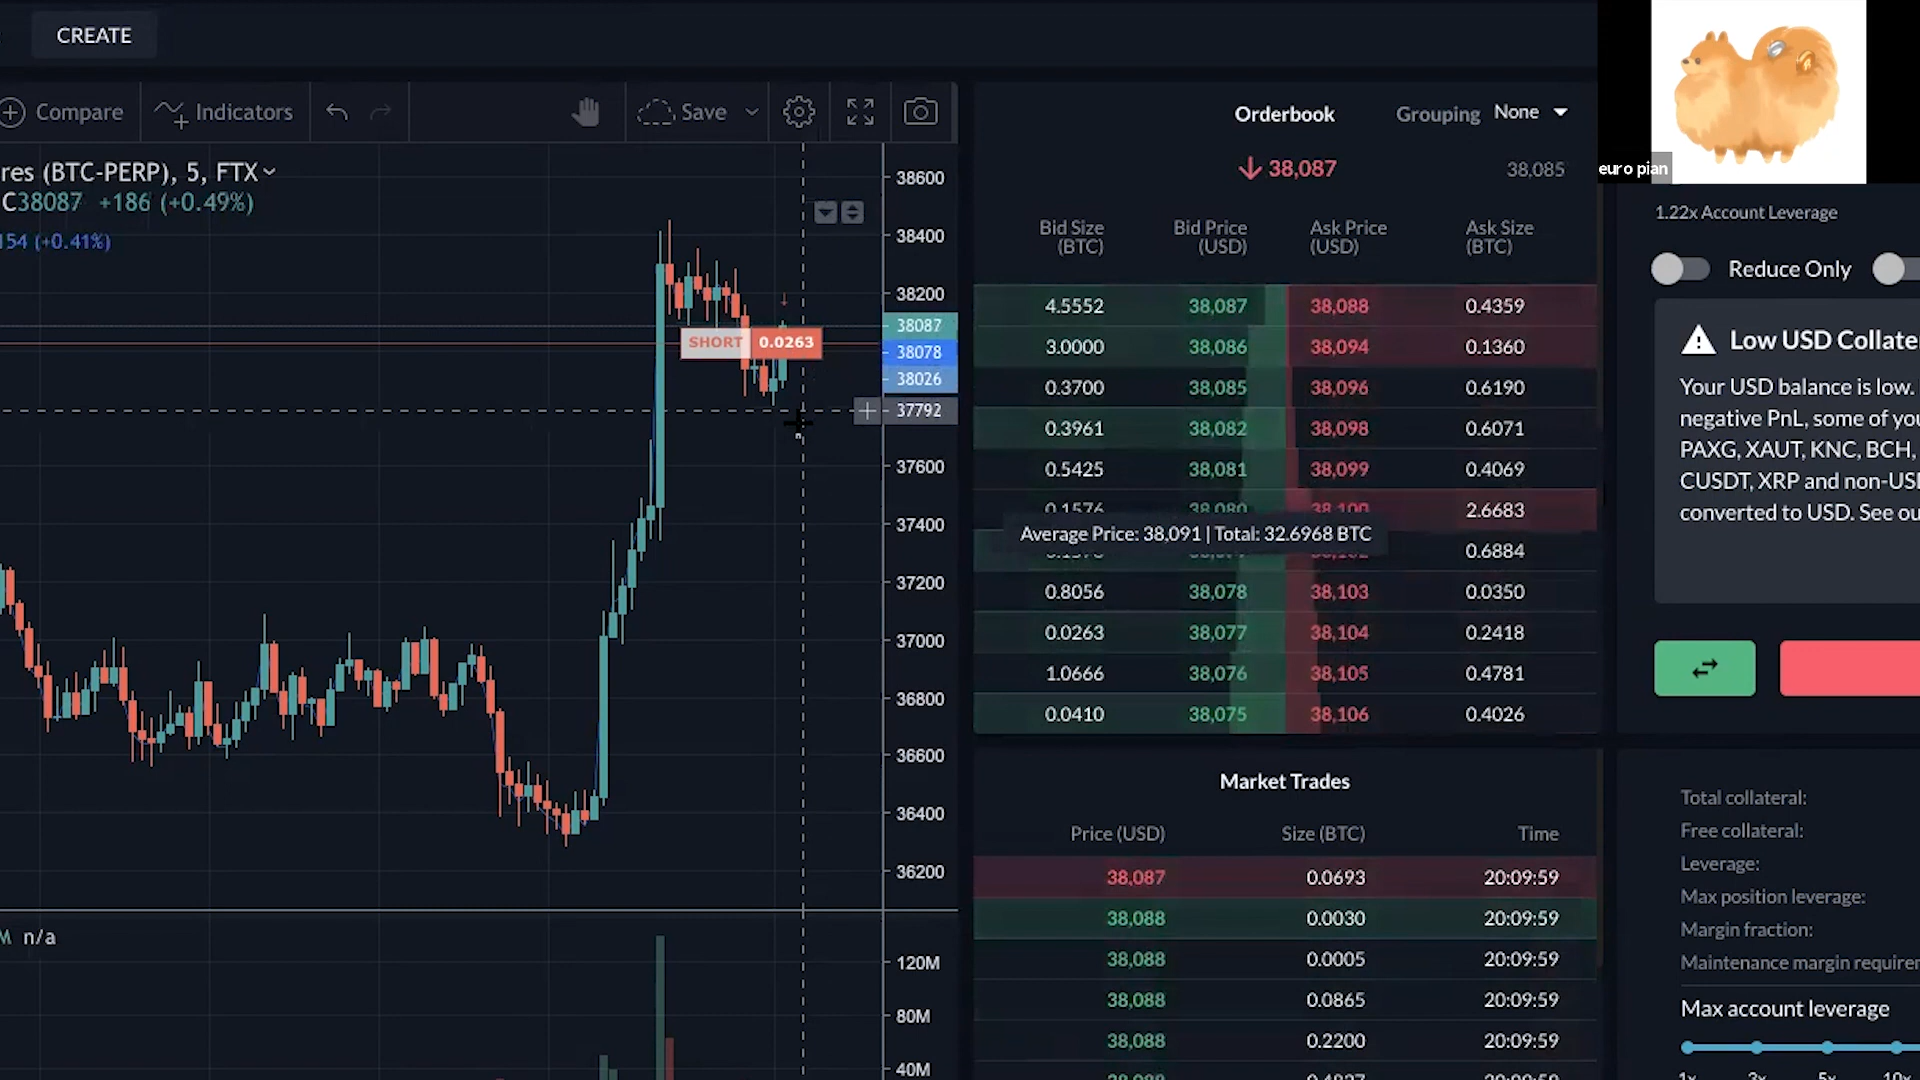 CREATE
Compare
Indicators
Save
res (BTC-PERP), 5, FTX
C38087 +186 (+0.49%)
154 (+0.41%)
SHORT 0.0263
38600
38400
38200
38087
38078
38026
37792
37600
37400
37200
37000
36800
36600
36400
36200
n/a
120M
80M
40M
Orderbook
Grouping None
38,087 38,085
Bid Size (BTC) Bid Price (USD) Ask Price (USD) Ask Size (BTC)
4.5552 38,087 38,088 0.4359
3.0000 38,086 38,094 0.1360
0.3700 38,085 38,096 0.6190
0.3961 38,082 38,098 0.6071
0.5425 38,081 38,099 0.4069
0.1576 38,080 38,100 2.6683
Average Price: 38,091 | Total: 32.6968 BTC
0.6884
0.8056 38,078 38,103 0.0350
0.0263 38,077 38,104 0.2418
1.0666 38,076 38,105 0.4781
0.0410 38,075 38,106 0.4026
Market Trades
Price (USD) Size (BTC) Time
38,087 0.0693 20:09:59
38,088 0.0030 20:09:59
38,088 0.0005 20:09:59
38,088 0.0865 20:09:59
38,088 0.2200 20:09:59
euro pian
1.22x Account Leverage
Reduce Only
Low USD Collate
Your USD balance is low.
negative PnL, some of you
PAXG, XAUT, KNC, BCH,
CUSDT, XRP and non-USD
converted to USD. See ou
Total collateral:
Free collateral:
Leverage:
Max position leverage:
Margin fraction:
Maintenance margin requirem
Max account leverage
1x 3x 5x 10x